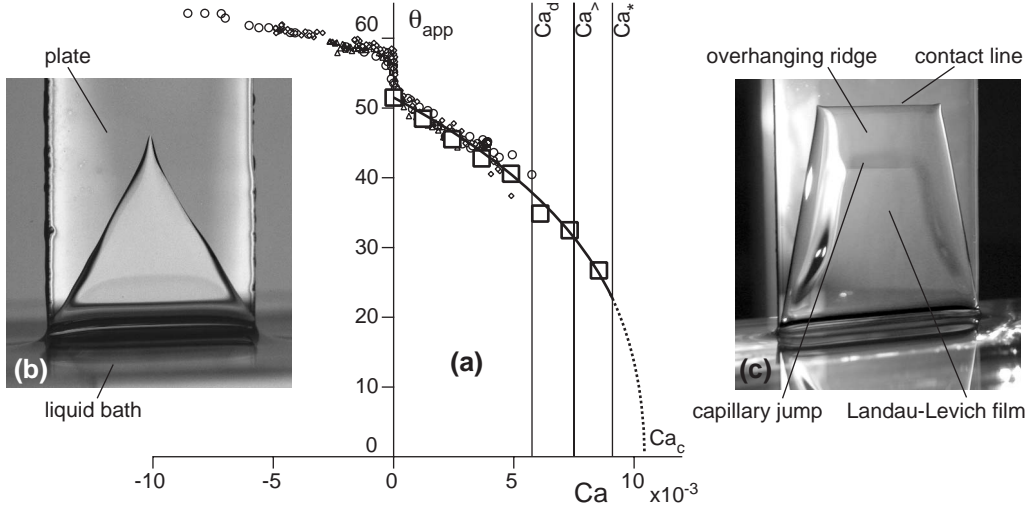 plate
(b)
liquid bath
θapp
60
50
40
30
20
10
0
Cad
Ca>
Ca*
(a)
Cac
-10
-5
0
5
10
x10-3
Ca
overhanging ridge
contact line
(c)
capillary jump
Landau-Levich film